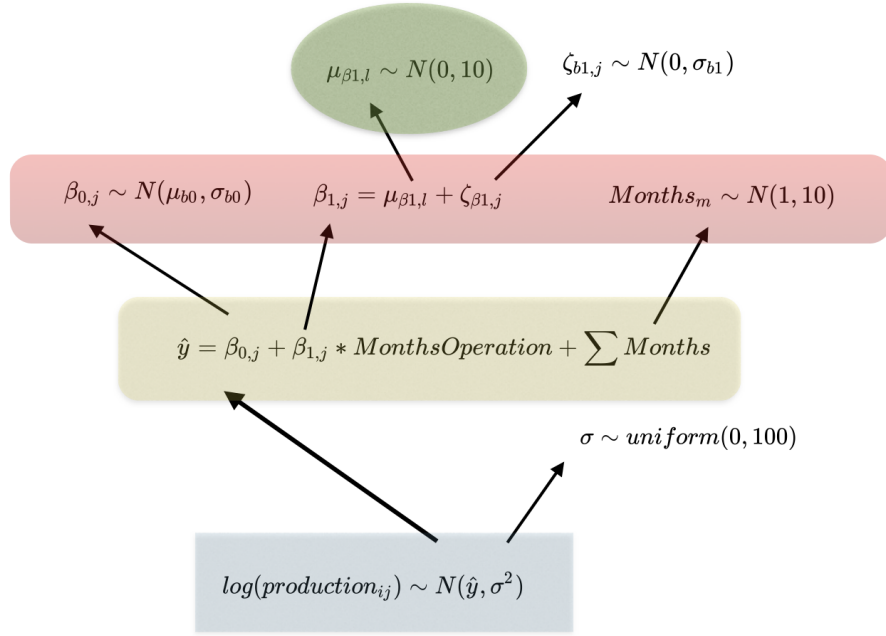 μ_{β1,l} ∼ N(0, 10)
ζ_{b1,j} ∼ N(0, σ_{b1})
β_{0,j} ∼ N(μ_{b0}, σ_{b0})
β_{1,j} = μ_{β1,l} + ζ_{β1,j}
Months_m ∼ N(1, 10)
ŷ = β_{0,j} + β_{1,j} * MonthsOperation + ∑ Months
σ ∼ uniform(0, 100)
log(production_{ij}) ∼ N(ŷ, σ²)